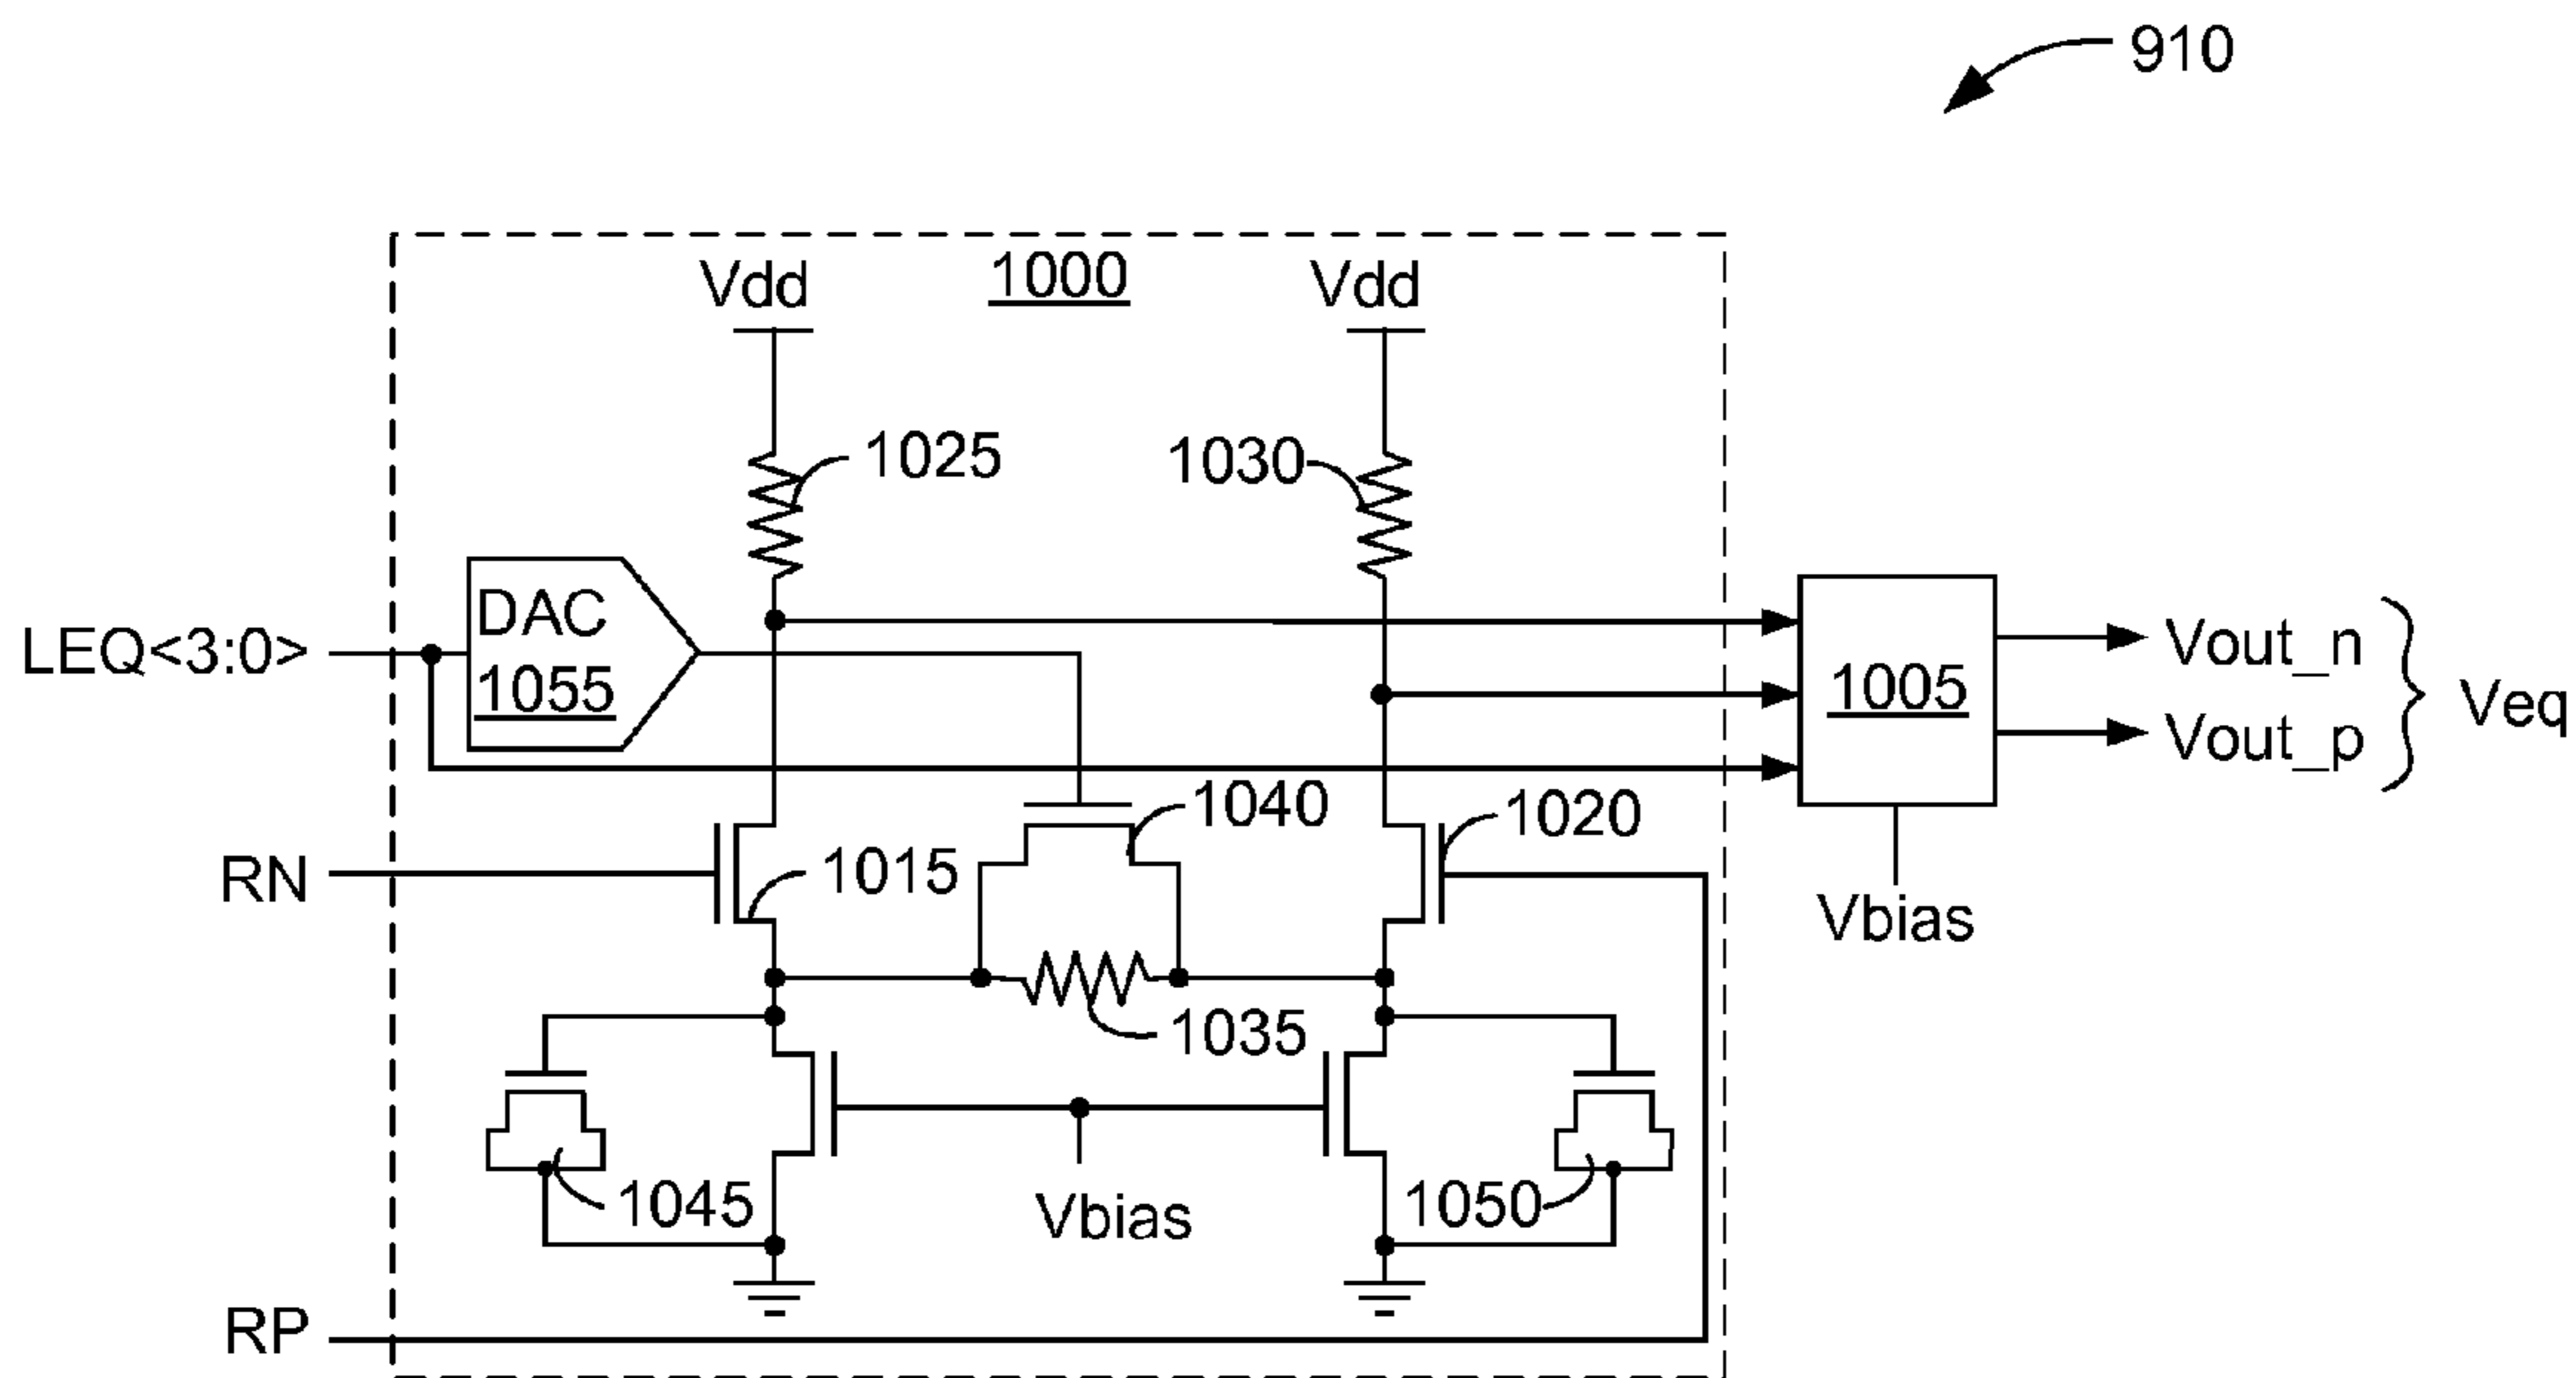 910
Vdd
1000
Vdd
1025
1030
LEQ<3:0>
DAC
1055
1005
Vout_n
Vout_p
Veq
1040
1020
RN
1015
Vbias
1035
1045
Vbias
1050
RP